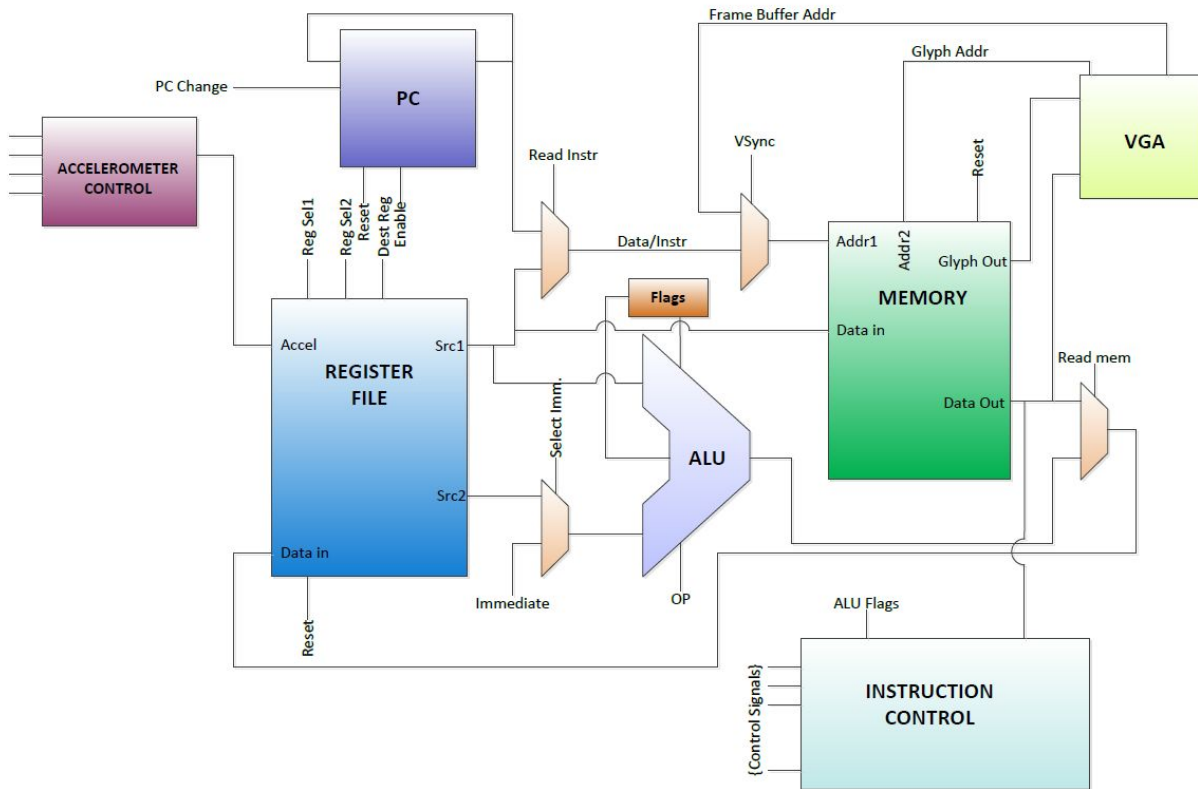 Frame Buffer Addr
Glyph Addr
PC Change
PC
VGA
ACCELEROMETER
CONTROL
Read Instr
VSync
Reset
Reg Sel1
Reg Sel2
Reset
Dest Reg
Enable
Data/Instr
Addr1
Addr2
Glyph Out
Flags
MEMORY
Data in
Accel
Src1
REGISTER
FILE
Read mem
Data Out
Select Imm.
ALU
Src2
Data in
Immediate
OP
Reset
ALU Flags
{Control Signals}
INSTRUCTION
CONTROL